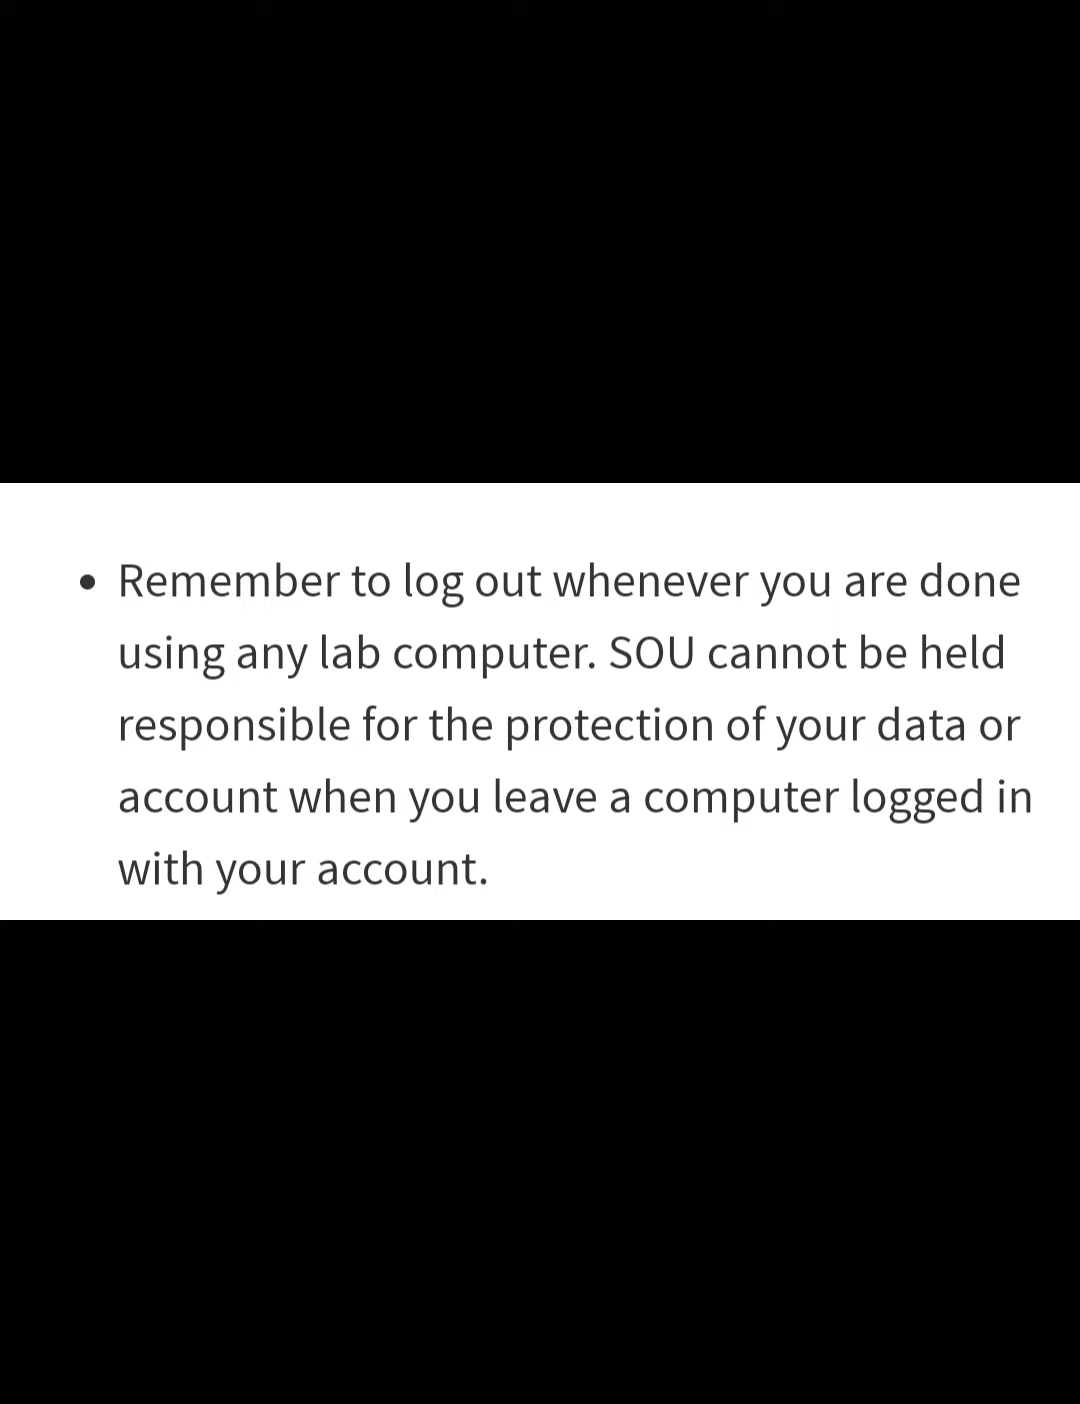 • Remember to log out whenever you are done
using any lab computer. SOU cannot be held
responsible for the protection of your data or
account when you leave a computer logged in
with your account.